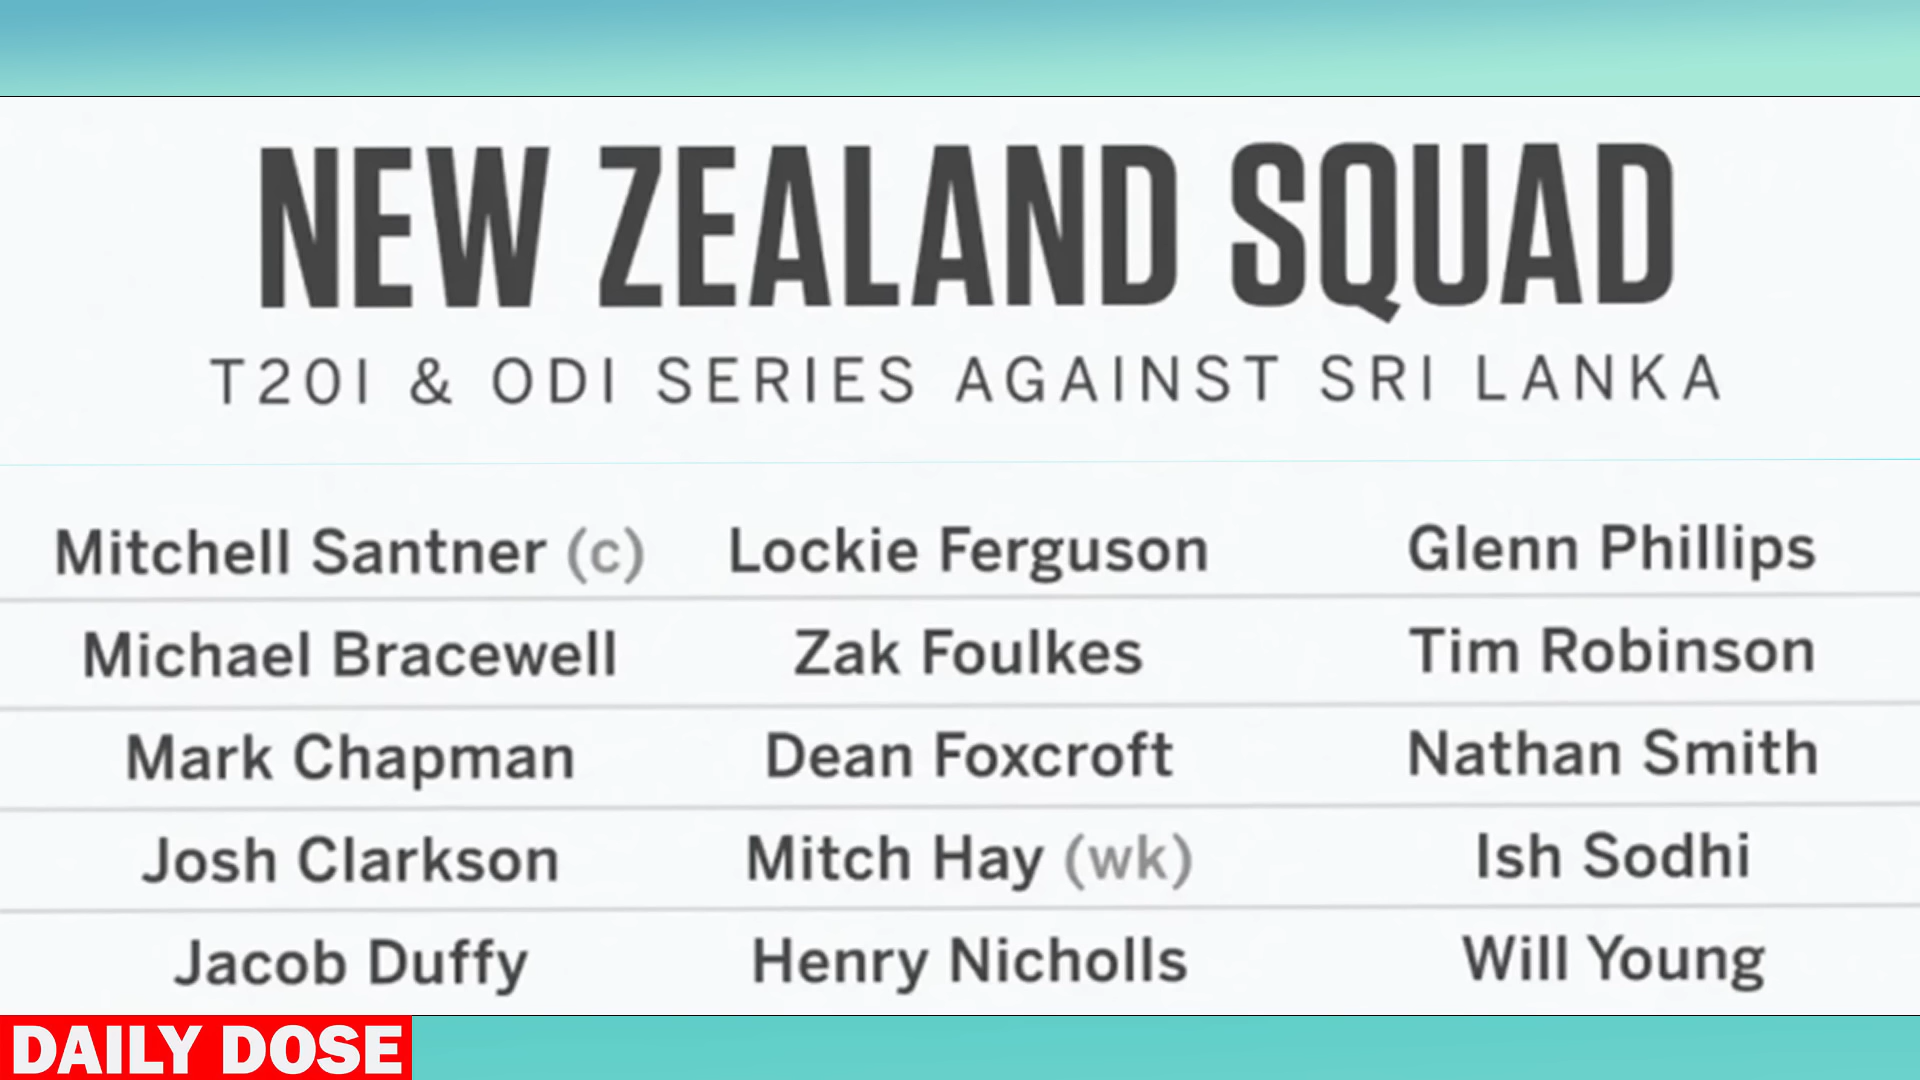 NEW ZEALAND SQUAD
T20I & ODI SERIES AGAINST SRI LANKA
Mitchell Santner (c) Lockie Ferguson Glenn Phillips
Michael Bracewell Zak Foulkes Tim Robinson
Mark Chapman Dean Foxcroft Nathan Smith
Josh Clarkson Mitch Hay (wk) Ish Sodhi
Jacob Duffy Henry Nicholls Will Young
DAILY DOSE